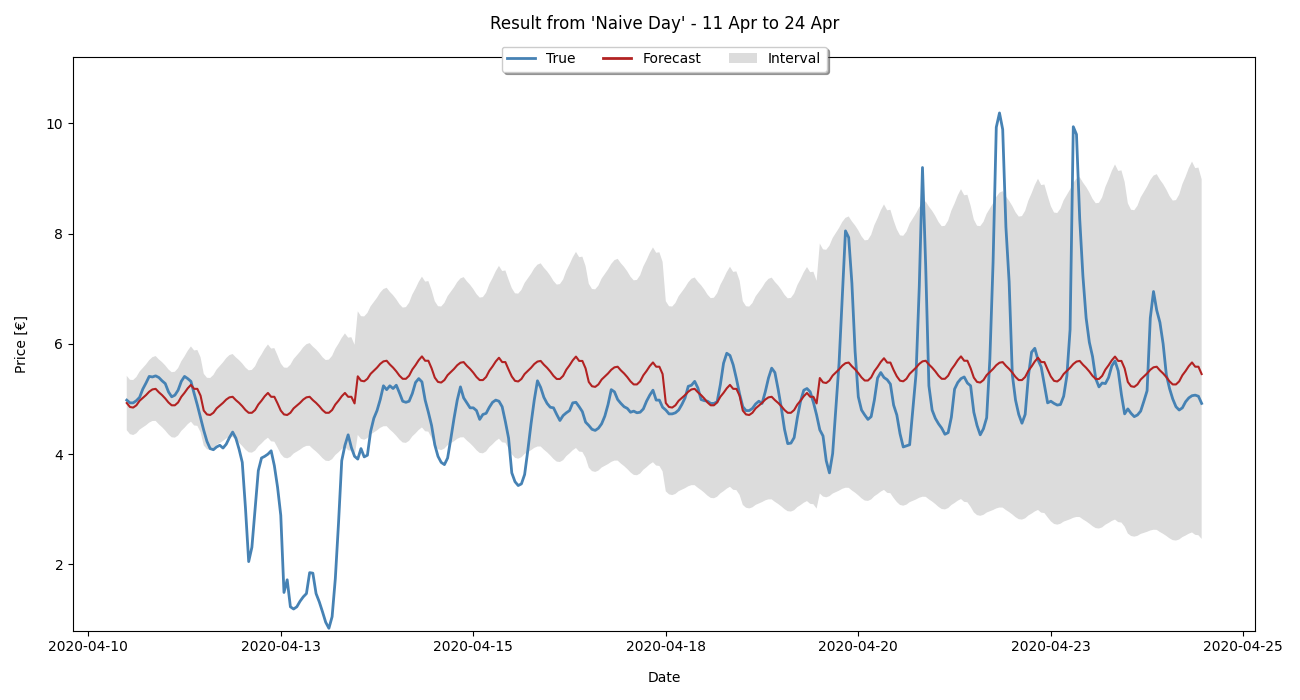 Result from 'Naive Day' - 11 Apr to 24 Apr
True Forecast Interval
Price [€]
10
8
6
4
2
2020-04-10 2020-04-13 2020-04-15 2020-04-18 2020-04-20 2020-04-23 2020-04-25
Date